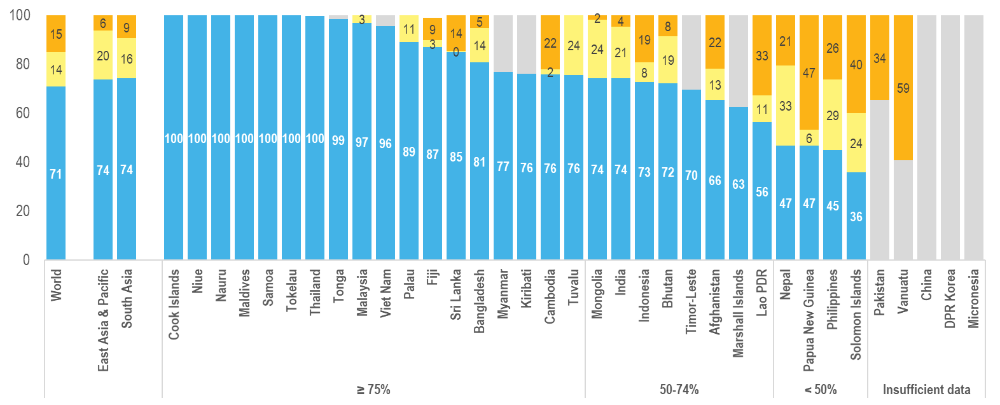 100
80
60
40
20
0
15
14
71
6
20
74
9
16
74
100
100
100
100
100
100
100
99
3
97
96
11
89
9
3
87
14
0
85
5
14
81
77
76
22
2
76
24
76
2
24
74
4
21
74
19
8
73
8
19
72
70
22
13
66
63
33
11
56
21
33
47
47
6
47
26
29
45
40
24
36
34
59
World
East Asia & Pacific
South Asia
Cook Islands
Niue
Nauru
Maldives
Samoa
Tokelau
Thailand
Tonga
Malaysia
Viet Nam
Palau
Fiji
Sri Lanka
Bangladesh
Myanmar
Kiribati
Cambodia
Tuvalu
Mongolia
India
Indonesia
Bhutan
Timor-Leste
Afghanistan
Marshall Islands
Lao PDR
Nepal
Papua New Guinea
Philippines
Solomon Islands
Pakistan
Vanuatu
China
DPR Korea
Micronesia
≥ 75%
50-74%
< 50%
Insufficient data